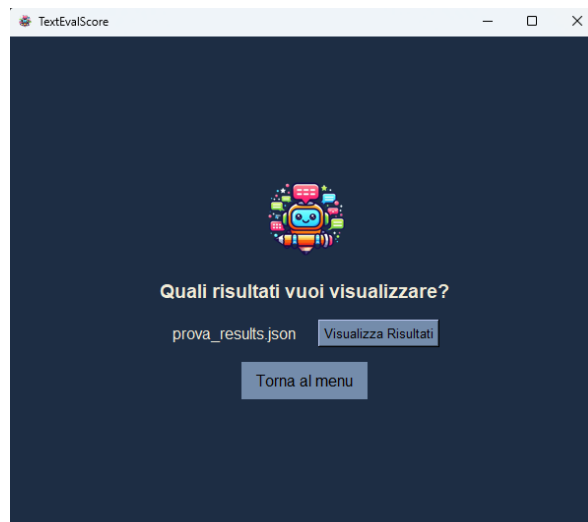 TextEvalScore
Quali risultati vuoi visualizzare?
prova_results.json Visualizza Risultati
Torna al menu